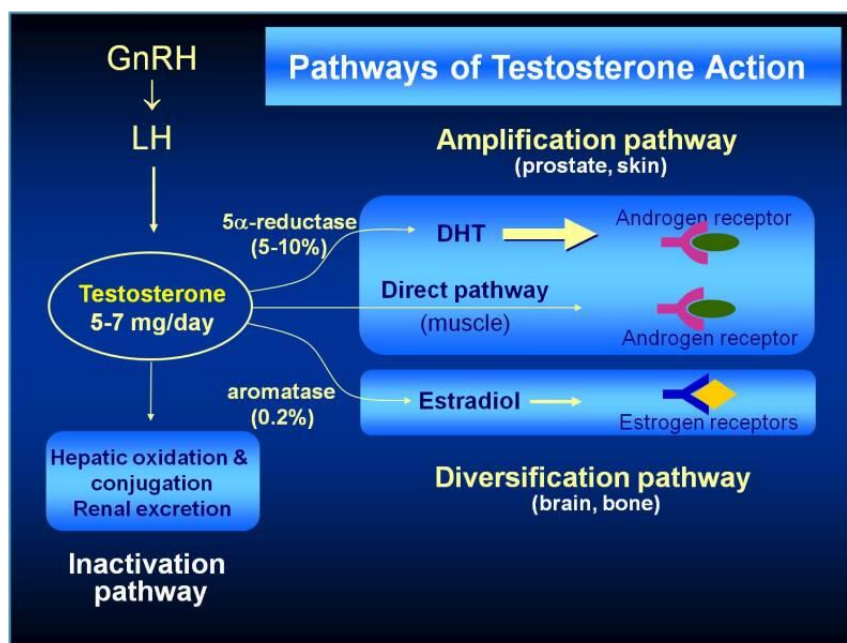 Pathways of Testosterone Action
GnRH
LH
Amplification pathway
(prostate, skin)
5α-reductase
(5-10%)
DHT
Androgen receptor
Testosterone
5-7 mg/day
Direct pathway
(muscle)
Androgen receptor
aromatase
(0.2%)
Estradiol
Estrogen receptors
Hepatic oxidation &
conjugation
Renal excretion
Diversification pathway
(brain, bone)
Inactivation
pathway